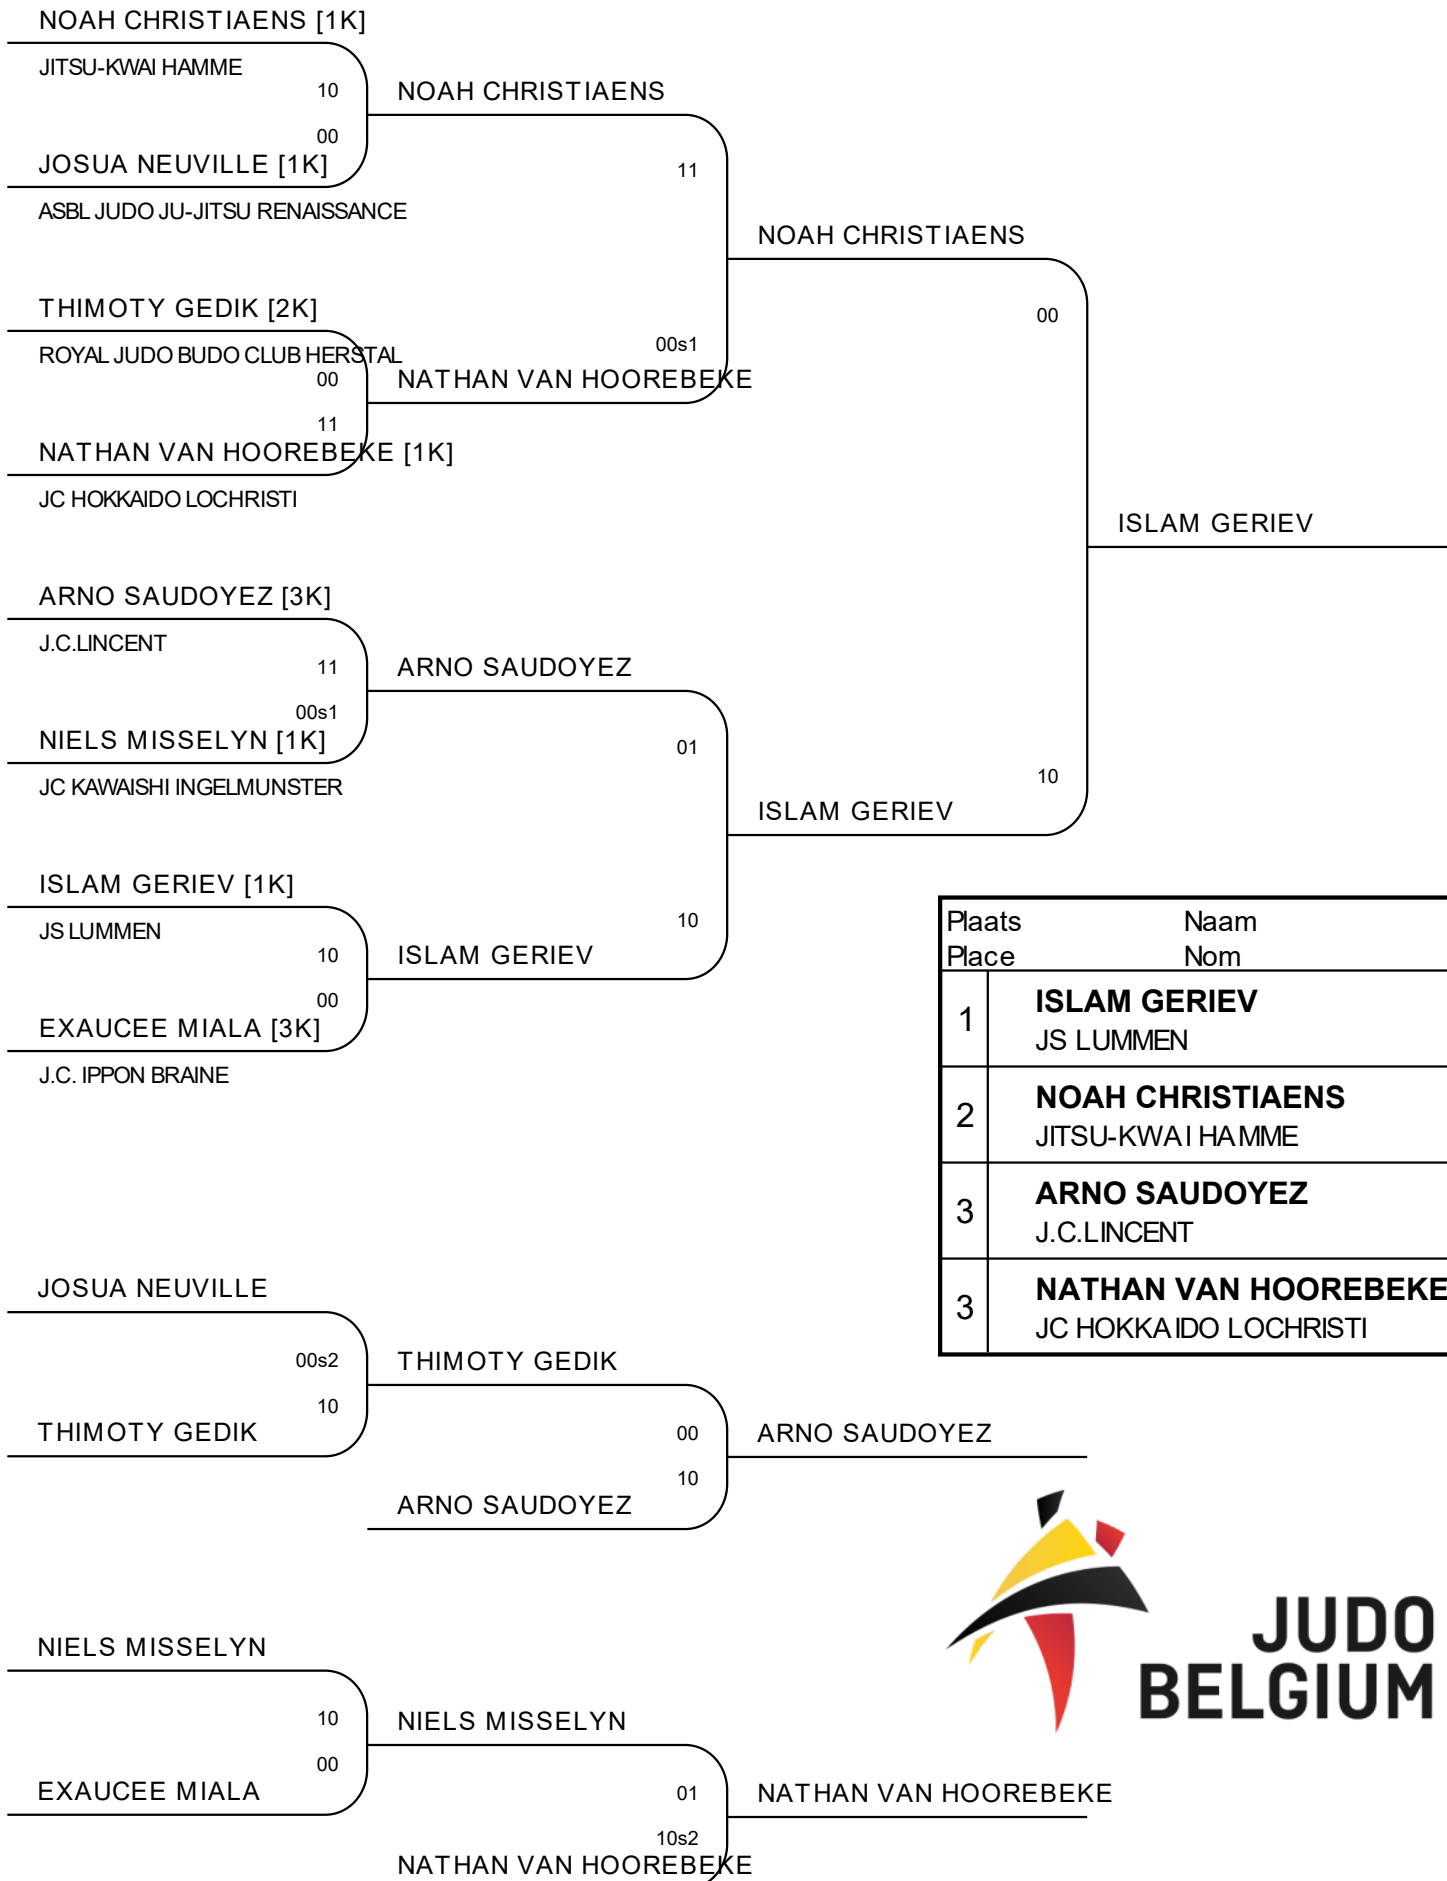 NOAH CHRISTIAENS [1K]
JITSU-KWAI HAMME
10
NOAH CHRISTIAENS
00
JOSUA NEUVILLE [1K]
11
ASBL JUDO JU-JITSU RENAISSANCE
NOAH CHRISTIAENS
THIMOTY GEDIK [2K]
00
ROYAL JUDO BUDO CLUB HERSTAL
00s1
00
NATHAN VAN HOOREBEKE
11
NATHAN VAN HOOREBEKE [1K]
JC HOKKAIDO LOCHRISTI
ISLAM GERIEV
ARNO SAUDOYEZ [3K]
J.C.LINCENT
11
ARNO SAUDOYEZ
00s1
NIELS MISSELYN [1K]
01
JC KAWAISHI INGELMUNSTER
10
ISLAM GERIEV
ISLAM GERIEV [1K]
JS LUMMEN
10
10
ISLAM GERIEV
00
EXAUCEE MIALA [3K]
J.C. IPPON BRAINE
Plaats Naam
Place Nom
1 ISLAM GERIEV
JS LUMMEN
2 NOAH CHRISTIAENS
JITSU-KWAI HAMME
3 ARNO SAUDOYEZ
J.C.LINCENT
3 NATHAN VAN HOOREBEKE
JC HOKKAIDO LOCHRISTI
JOSUA NEUVILLE
00s2
THIMOTY GEDIK
10
THIMOTY GEDIK
00
ARNO SAUDOYEZ
10
ARNO SAUDOYEZ
JUDO
BELGIUM
NIELS MISSELYN
10
NIELS MISSELYN
00
EXAUCEE MIALA
01
NATHAN VAN HOOREBEKE
10s2
NATHAN VAN HOOREBEKE